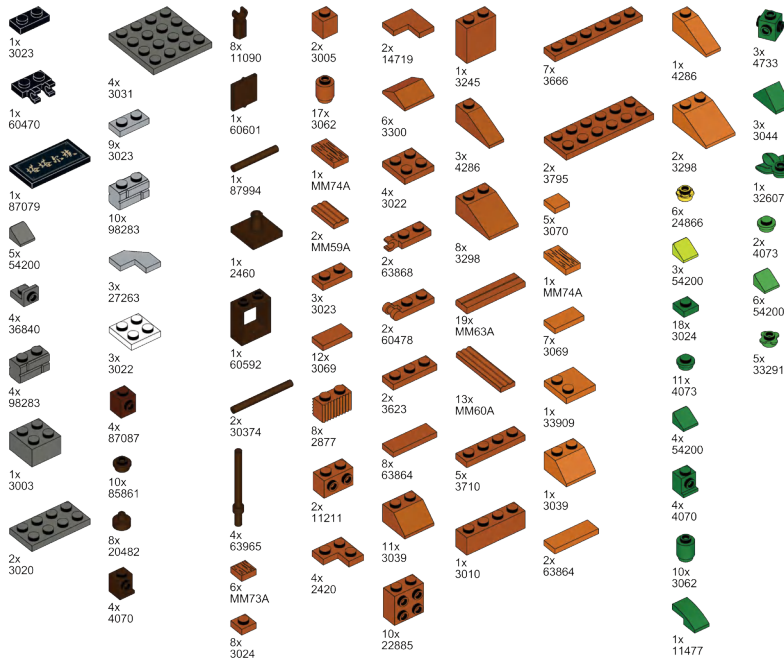 1x
3023
1x
60470
1x
87079
5x
54200
4x
36840
4x
98283
1x
3003
2x
3020
4x
3031
9x
3023
10x
98283
3x
27263
3x
3022
4x
87087
10x
85861
8x
20482
4x
4070
8x
11090
1x
60601
1x
87994
1x
2460
1x
60592
2x
30374
4x
63965
6x
MM73A
8x
3024
2x
3005
17x
3062
1x
MM74A
2x
MM59A
3x
3023
12x
3069
8x
2877
2x
11211
4x
2420
2x
14719
6x
3300
4x
3022
2x
63868
2x
60478
2x
3623
8x
63864
11x
3039
10x
22885
1x
3245
3x
4286
8x
3298
19x
MM63A
13x
MM60A
5x
3710
1x
3010
7x
3666
2x
3795
5x
3070
1x
MM74A
7x
3069
1x
33909
1x
3039
2x
63864
1x
4286
2x
3298
6x
24866
3x
54200
18x
3024
11x
4073
4x
54200
4x
4070
10x
3062
1x
11477
3x
4733
3x
3044
1x
32607
2x
4073
6x
54200
5x
33291